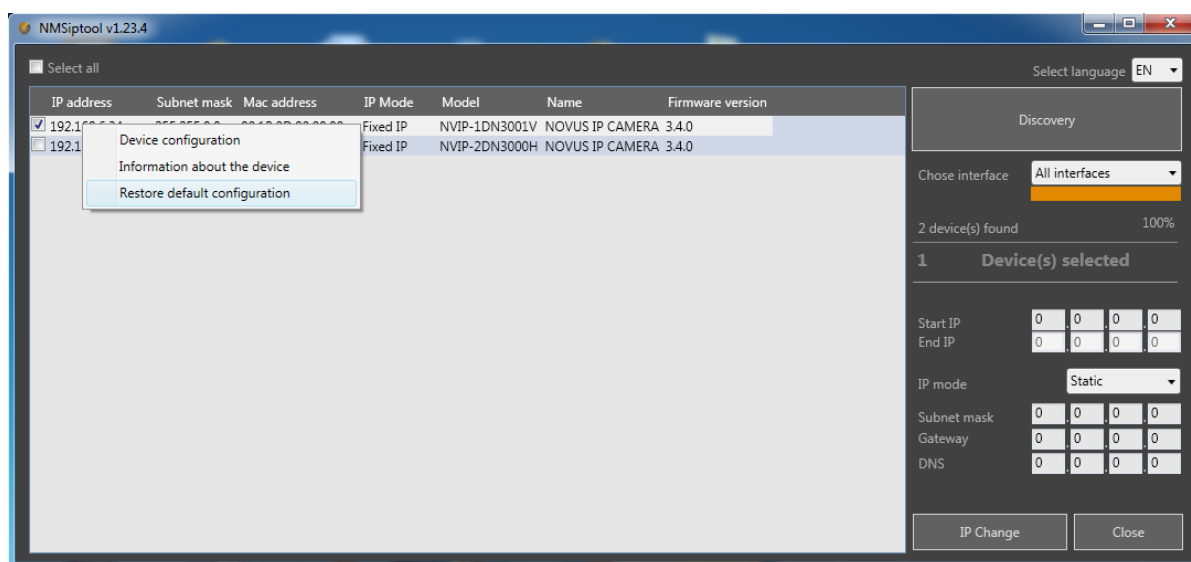 NMSiptool v1.23.4
Select all
Select language EN
IP address Subnet mask Mac address IP Mode Model Name Firmware version
Fixed IP NVIP-1DN3001V NOVUS IP CAMERA 3.4.0
192.1 Fixed IP NVIP-2DN3000H NOVUS IP CAMERA 3.4.0
Device configuration
Information about the device
Restore default configuration
Discovery
Chose interface All interfaces
2 device(s) found 100%
1 Device(s) selected
Start IP 0 . 0 . 0 . 0
End IP 0 . 0 . 0 . 0
IP mode Static
Subnet mask 0 . 0 . 0 . 0
Gateway 0 . 0 . 0 . 0
DNS 0 . 0 . 0 . 0
IP Change Close